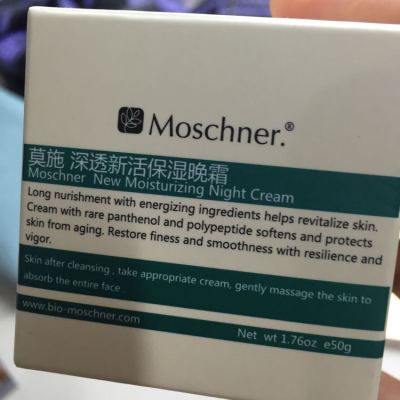 Moschner.®
莫施 深透新活保湿晚霜
Moschner New Moisturizing Night Cream
Long nurishment with energizing ingredients helps revitalize skin.
Cream with rare panthenol and polypeptide softens and protects
skin from aging. Restore finess and smoothness with resilience and
vigor.
Skin after cleansing , take appropriate cream, gently massage the skin to
absorb the entire face
www.bio-moschner.com
Net wt 1.76oz e50g